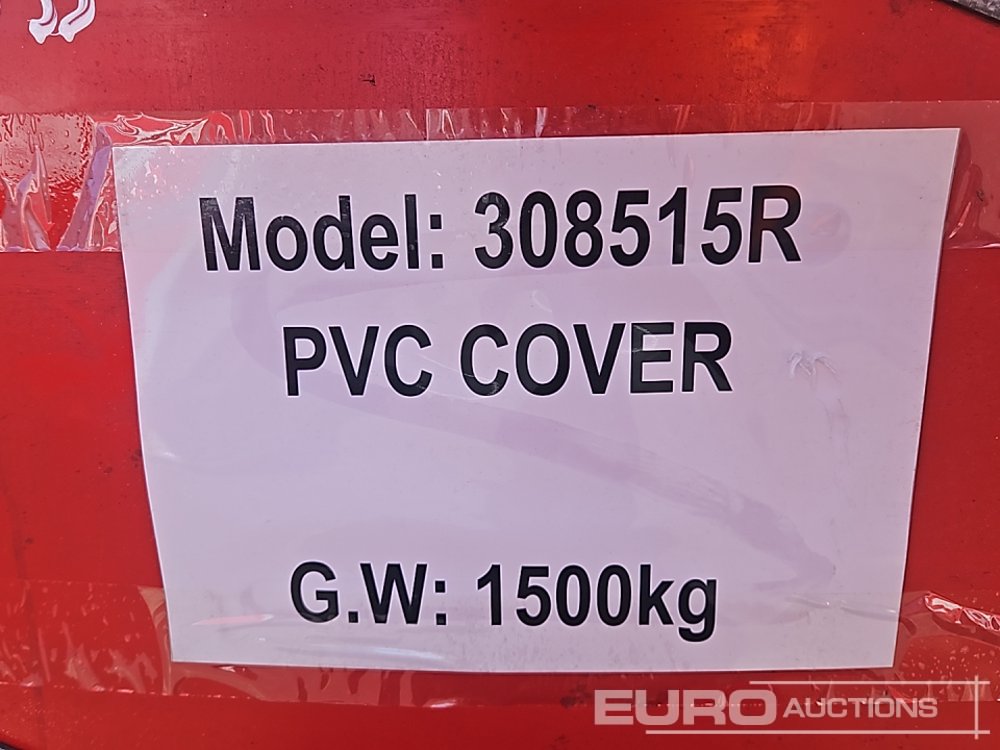 Model: 308515R
PVC COVER
G.W: 1500kg
EURO AUCTIONS